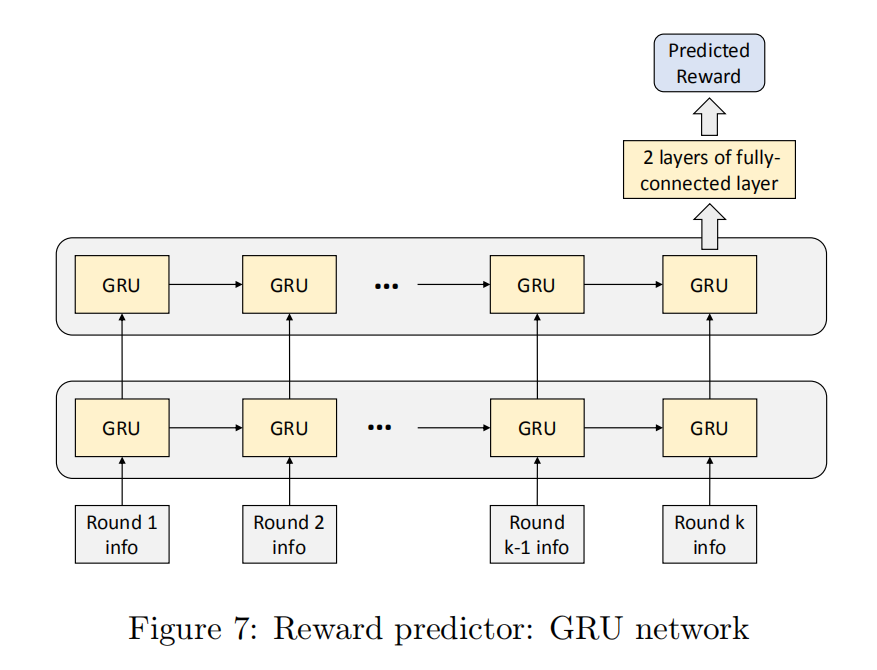 Predicted
Reward
2 layers of fully-
connected layer
GRU
GRU
...
GRU
GRU
GRU
GRU
...
GRU
GRU
Round 1
info
Round 2
info
Round
k-1 info
Round k
info
Figure 7: Reward predictor: GRU network